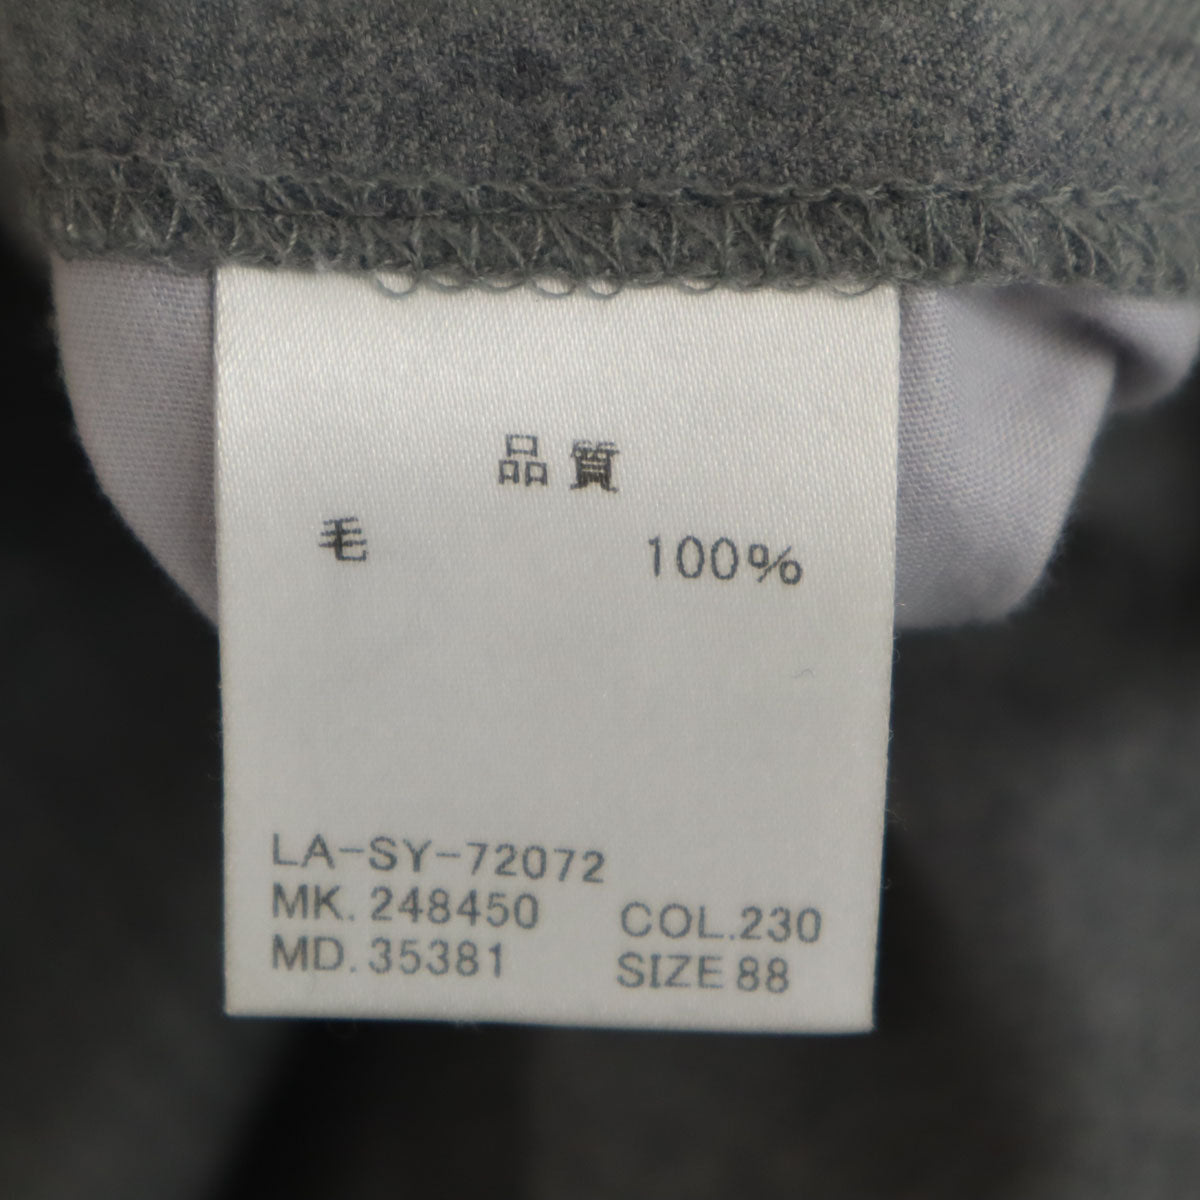 品質
毛 100%
LA-SY-72072
MK. 248450 COL.230
MD. 35381 SIZE 88